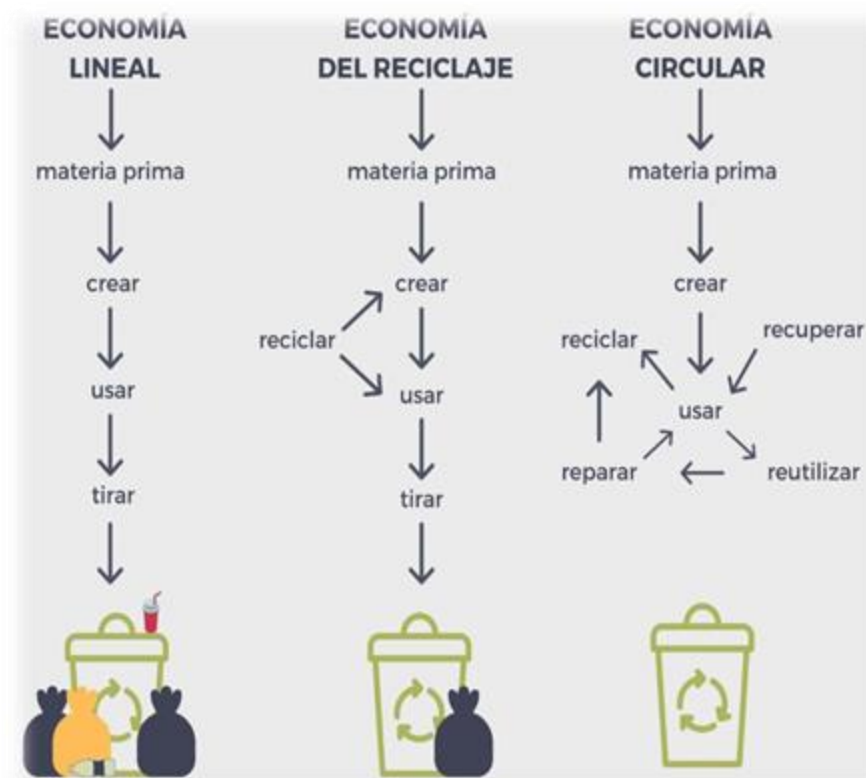 ECONOMÍA
LINEAL
materia prima
crear
usar
tirar
ECONOMÍA
DEL RECICLAJE
materia prima
crear
reciclar
usar
tirar
ECONOMÍA
CIRCULAR
materia prima
crear
reciclar
recuperar
usar
reparar
reutilizar